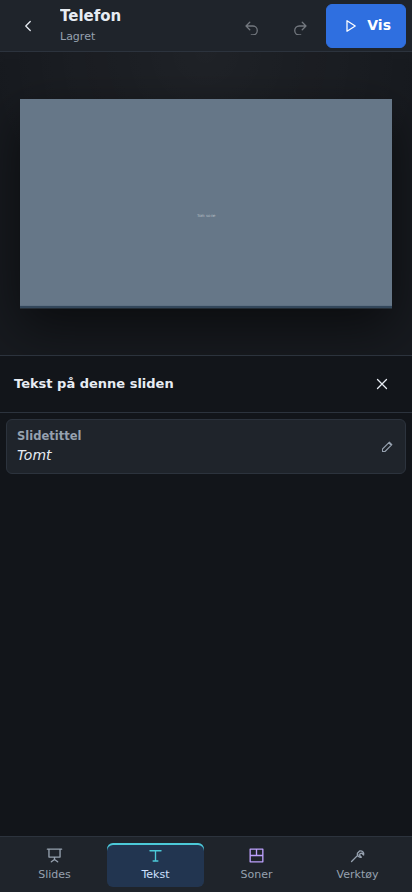 Telefon
Lagret
Vis
Tekst på denne sliden
Slidetittel
Tomt
Slides
Tekst
Soner
Verktøy